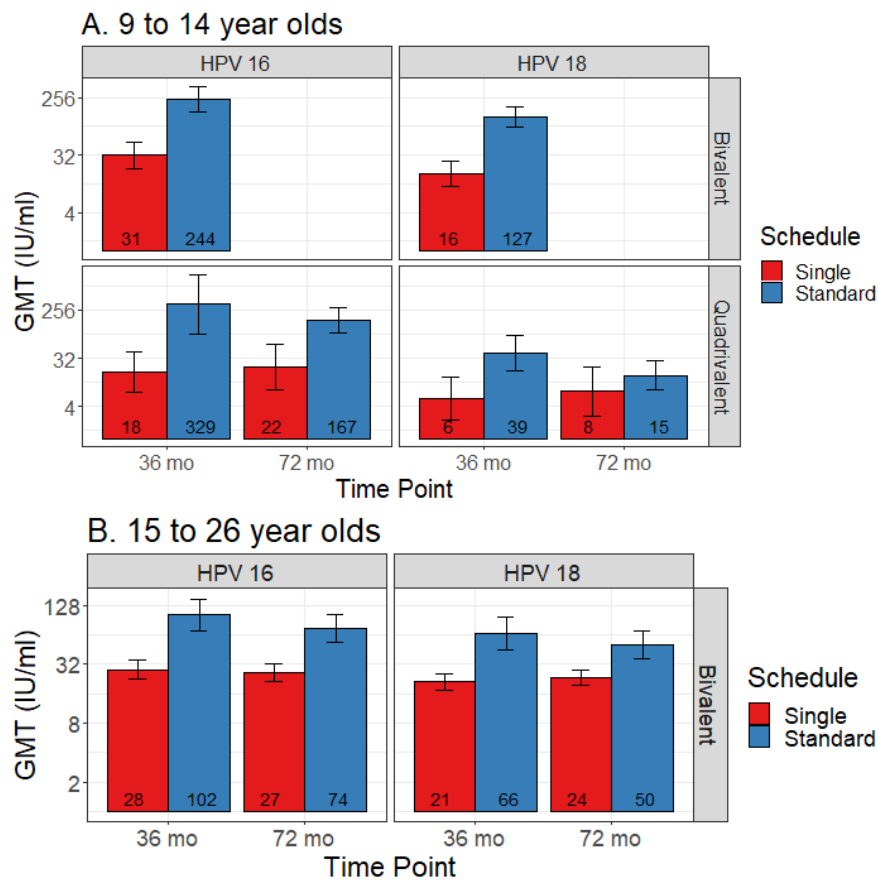 A. 9 to 14 year olds
HPV 16 HPV 18
GMT (IU/ml)
256
32
4
31 244 16 127
Bivalent
256
32
4
18 329 22 167 6 39 8 15
Quadrivalent
36 mo 72 mo 36 mo 72 mo
Time Point
Schedule
Single
Standard
B. 15 to 26 year olds
HPV 16 HPV 18
GMT (IU/ml)
128
32
8
2
28 102 27 74 21 66 24 50
Bivalent
36 mo 72 mo 36 mo 72 mo
Time Point
Schedule
Single
Standard